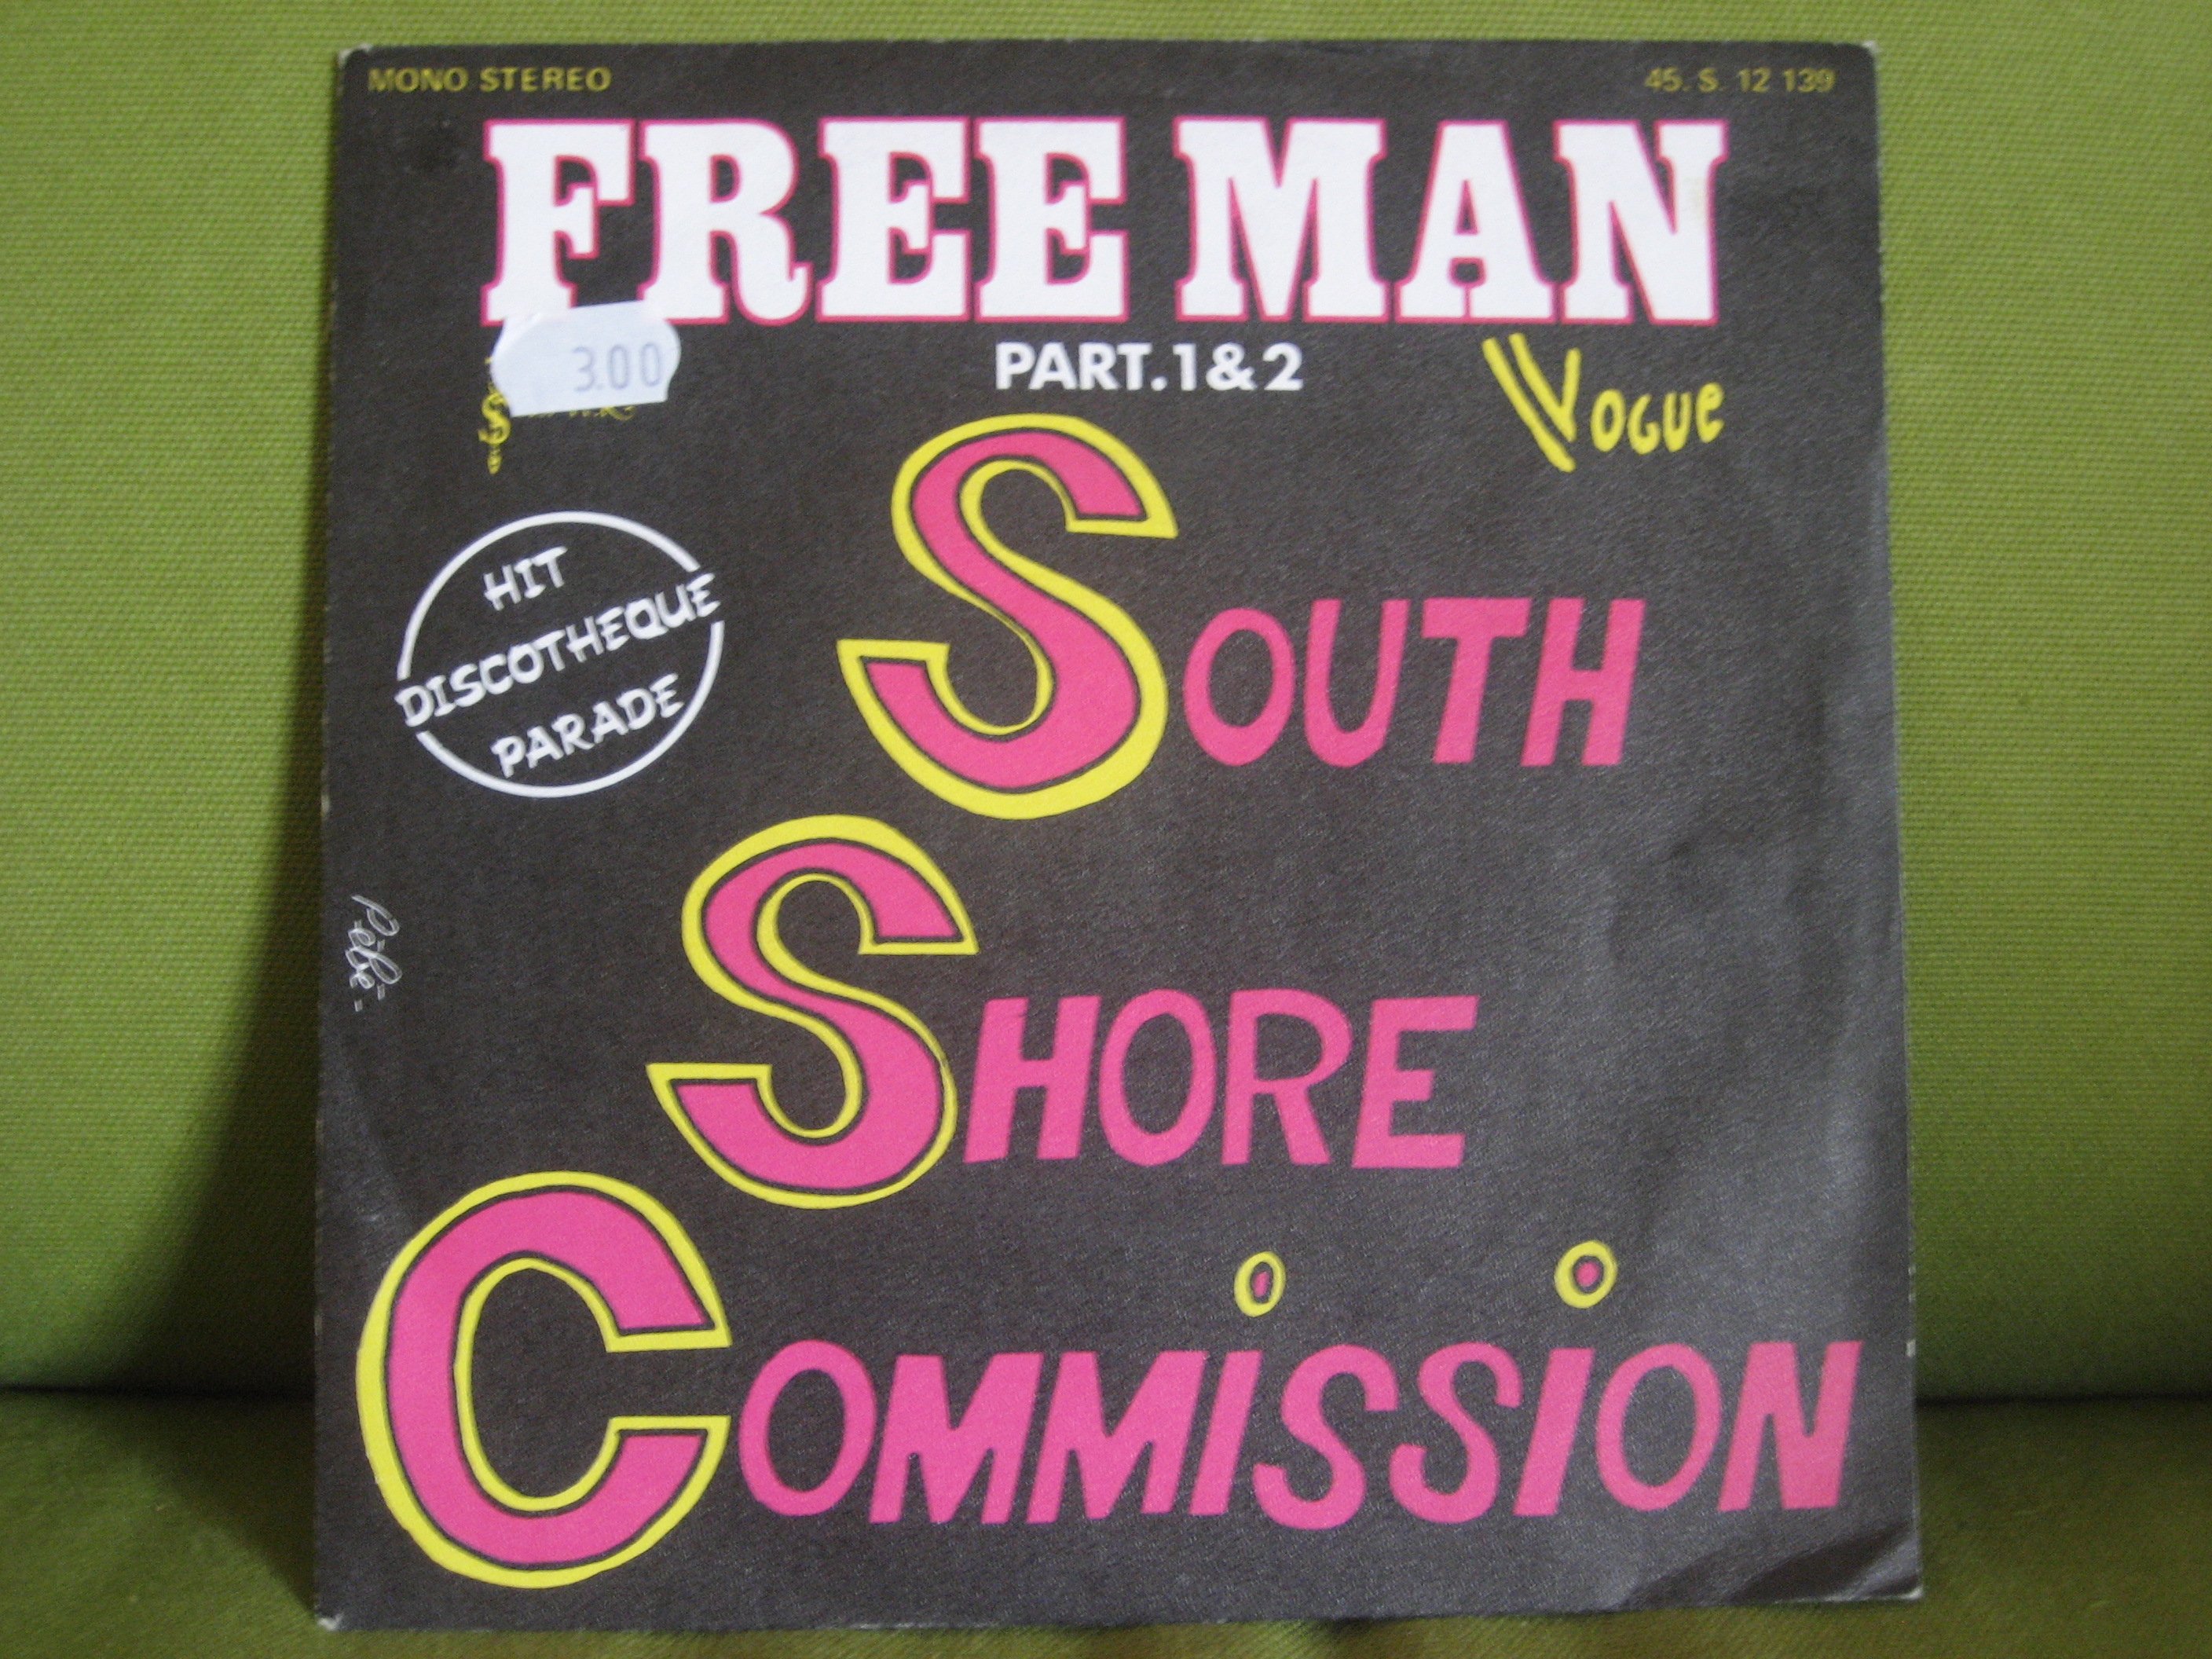 MONO STEREO
45. S. 12 139
FREE MAN
3.00
PART. 1 & 2
VOGUE
HIT
DISCOTHEQUE
PARADE
SOUTH
SHORE
COMMISSION